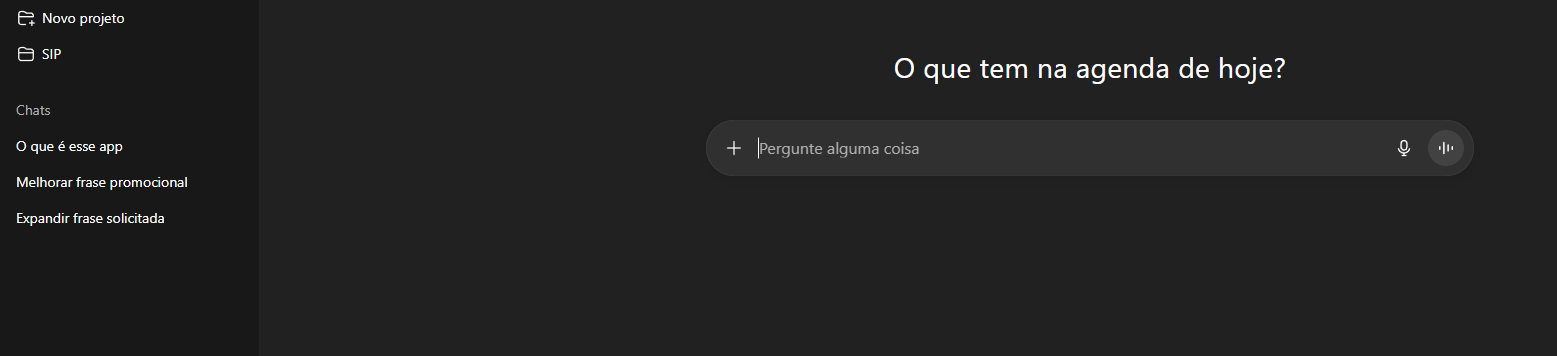 Novo projeto
SIP
Chats
O que é esse app
Melhorar frase promocional
Expandir frase solicitada
O que tem na agenda de hoje?
Pergunte alguma coisa